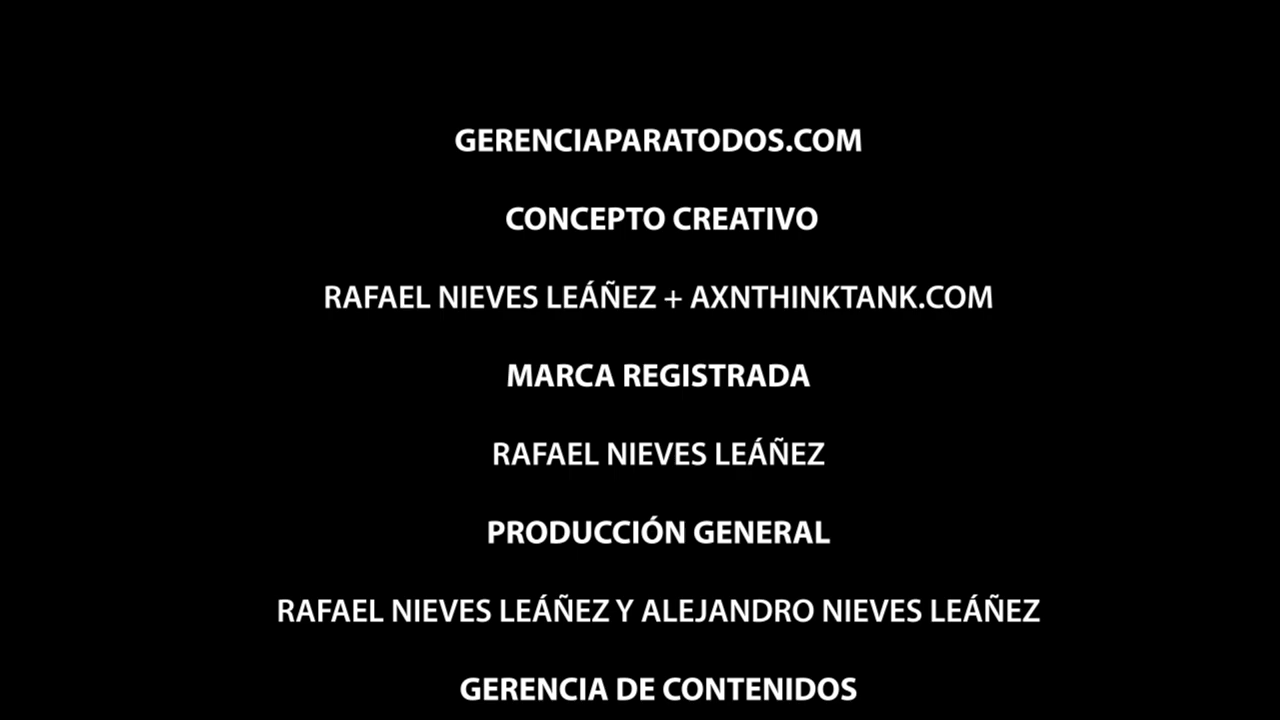 GERENCIAPARATODOS.COM
CONCEPTO CREATIVO
RAFAEL NIEVES LEÁÑEZ + AXNTHINKTANK.COM
MARCA REGISTRADA
RAFAEL NIEVES LEÁÑEZ
PRODUCCIÓN GENERAL
RAFAEL NIEVES LEÁÑEZ Y ALEJANDRO NIEVES LEÁÑEZ
GERENCIA DE CONTENIDOS